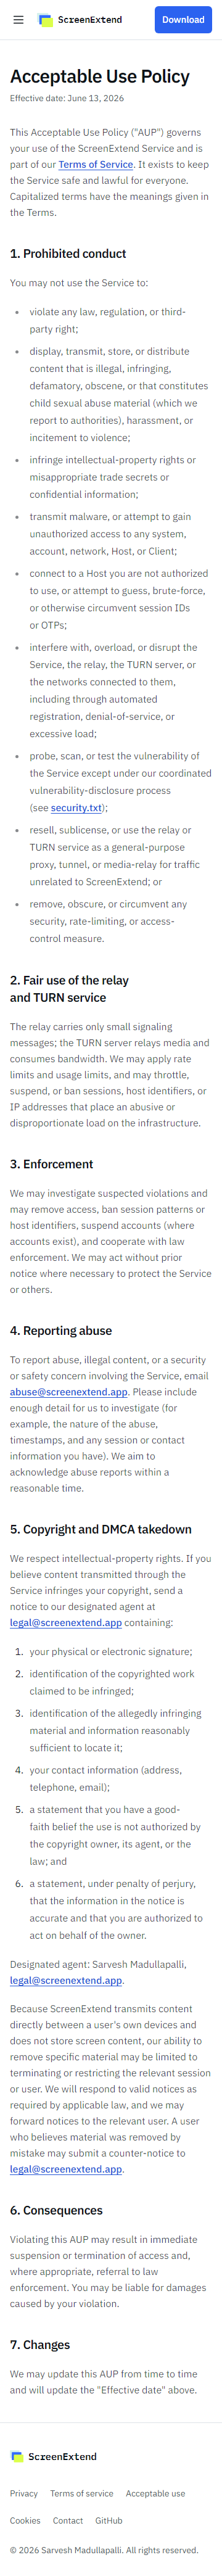 ScreenExtend
Download
Acceptable Use Policy
Effective date: June 13, 2026
This Acceptable Use Policy ("AUP") governs
your use of the ScreenExtend Service and is
part of our Terms of Service. It exists to keep
the Service safe and lawful for everyone.
Capitalized terms have the meanings given in
the Terms.
1. Prohibited conduct
You may not use the Service to:
• violate any law, regulation, or third-
party right;
• display, transmit, store, or distribute
content that is illegal, infringing,
defamatory, obscene, or that constitutes
child sexual abuse material (which we
report to authorities), harassment, or
incitement to violence;
• infringe intellectual-property rights or
misappropriate trade secrets or
confidential information;
• transmit malware, or attempt to gain
unauthorized access to any system,
account, network, Host, or Client;
• connect to a Host you are not authorized
to use, or attempt to guess, brute-force,
or otherwise circumvent session IDs
or OTPs;
• interfere with, overload, or disrupt the
Service, the relay, the TURN server, or
the networks connected to them,
including through automated
registration, denial-of-service, or
excessive load;
• probe, scan, or test the vulnerability of
the Service except under our coordinated
vulnerability-disclosure process
(see security.txt);
• resell, sublicense, or use the relay or
TURN service as a general-purpose
proxy, tunnel, or media-relay for traffic
unrelated to ScreenExtend; or
• remove, obscure, or circumvent any
security, rate-limiting, or access-
control measure.
2. Fair use of the relay
and TURN service
The relay carries only small signaling
messages; the TURN server relays media and
consumes bandwidth. We may apply rate
limits and usage limits, and may throttle,
suspend, or ban sessions, host identifiers, or
IP addresses that place an abusive or
disproportionate load on the infrastructure.
3. Enforcement
We may investigate suspected violations and
may remove access, ban session patterns or
host identifiers, suspend accounts (where
accounts exist), and cooperate with law
enforcement. We may act without prior
notice where necessary to protect the Service
or others.
4. Reporting abuse
To report abuse, illegal content, or a security
or safety concern involving the Service, email
abuse@screenextend.app. Please include
enough detail for us to investigate (for
example, the nature of the abuse,
timestamps, and any session or contact
information you have). We aim to
acknowledge abuse reports within a
reasonable time.
5. Copyright and DMCA takedown
We respect intellectual-property rights. If you
believe content transmitted through the
Service infringes your copyright, send a
notice to our designated agent at
legal@screenextend.app containing:
1. your physical or electronic signature;
2. identification of the copyrighted work
claimed to be infringed;
3. identification of the allegedly infringing
material and information reasonably
sufficient to locate it;
4. your contact information (address,
telephone, email);
5. a statement that you have a good-
faith belief the use is not authorized by
the copyright owner, its agent, or the
law; and
6. a statement, under penalty of perjury,
that the information in the notice is
accurate and that you are authorized to
act on behalf of the owner.
Designated agent: Sarvesh Madullapalli,
legal@screenextend.app.
Because ScreenExtend transmits content
directly between a user's own devices and
does not store screen content, our ability to
remove specific material may be limited to
terminating or restricting the relevant session
or user. We will respond to valid notices as
required by applicable law, and we may
forward notices to the relevant user. A user
who believes material was removed by
mistake may submit a counter-notice to
legal@screenextend.app.
6. Consequences
Violating this AUP may result in immediate
suspension or termination of access and,
where appropriate, referral to law
enforcement. You may be liable for damages
caused by your violation.
7. Changes
We may update this AUP from time to time
and will update the "Effective date" above.
ScreenExtend
Privacy Terms of service Acceptable use
Cookies Contact GitHub
© 2026 Sarvesh Madullapalli. All rights reserved.